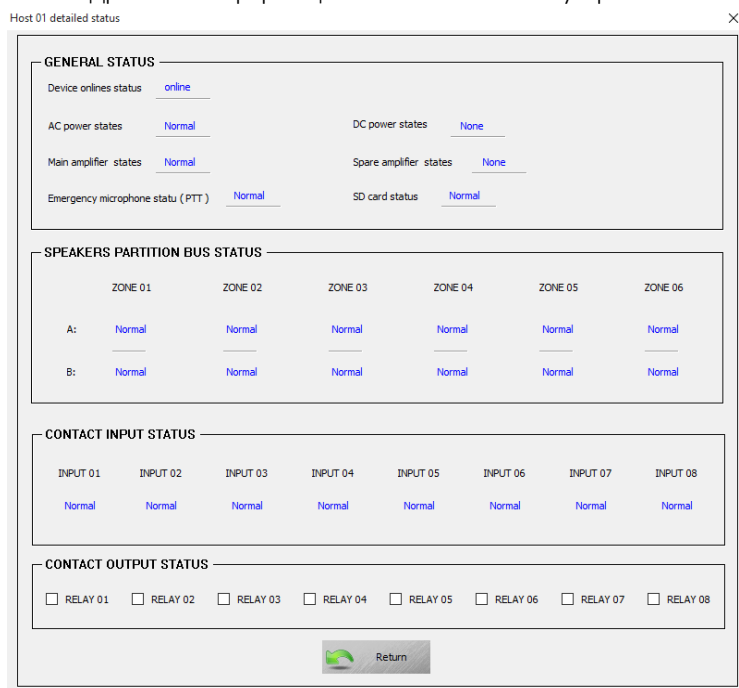 Host 01 detailed status
GENERAL STATUS
Device onlines status online
AC power states Normal DC power states None
Main amplifier states Normal Spare amplifier states None
Emergency microphone statu ( PTT ) Normal SD card status Normal
SPEAKERS PARTITION BUS STATUS
ZONE 01 ZONE 02 ZONE 03 ZONE 04 ZONE 05 ZONE 06
A: Normal Normal Normal Normal Normal Normal
B: Normal Normal Normal Normal Normal Normal
CONTACT INPUT STATUS
INPUT 01 INPUT 02 INPUT 03 INPUT 04 INPUT 05 INPUT 06 INPUT 07 INPUT 08
Normal Normal Normal Normal Normal Normal Normal Normal
CONTACT OUTPUT STATUS
RELAY 01 RELAY 02 RELAY 03 RELAY 04 RELAY 05 RELAY 06 RELAY 07 RELAY 08
Return